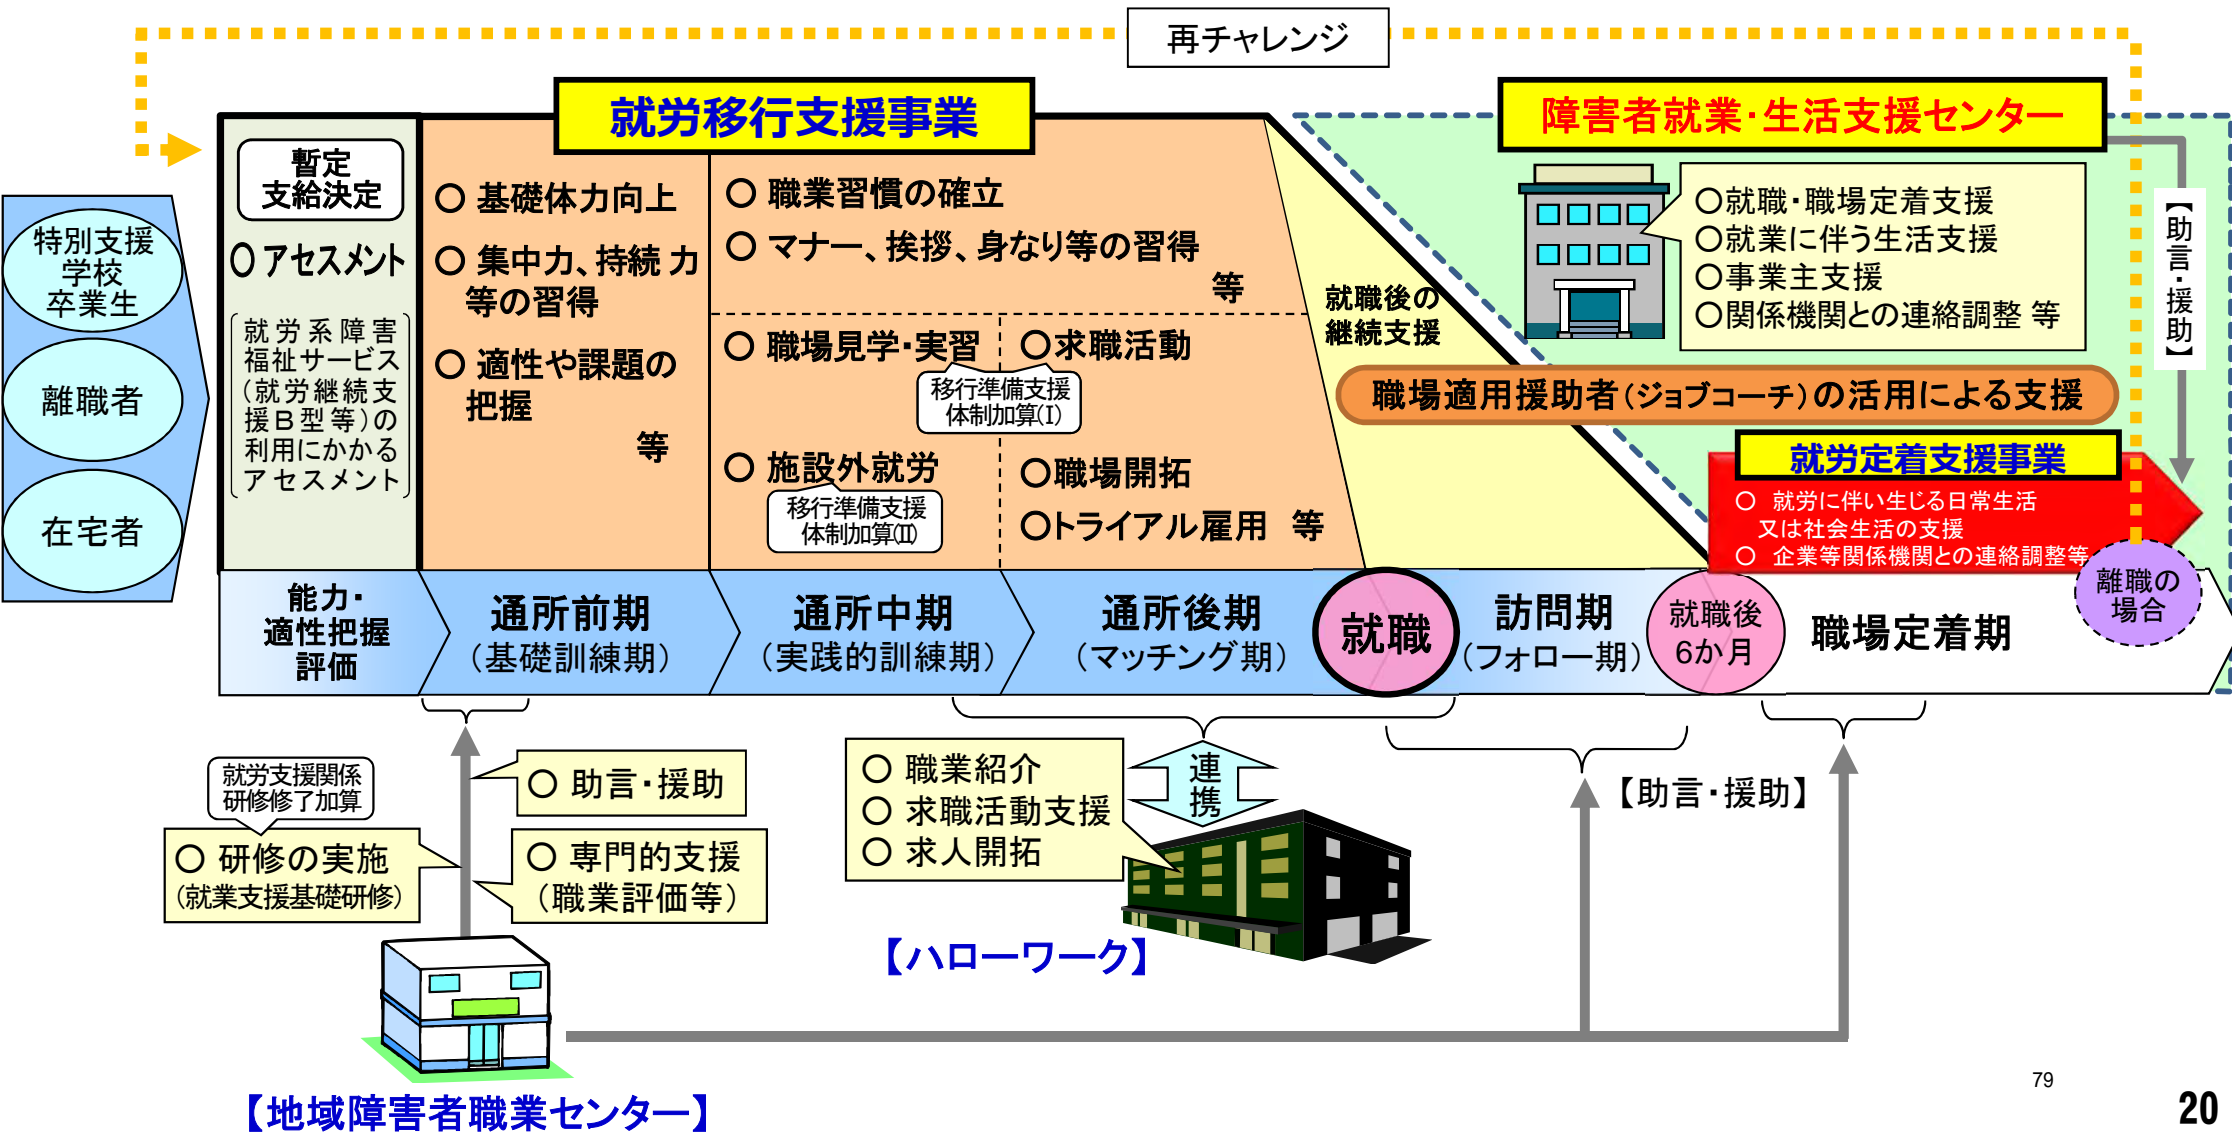 再チャレンジ
就労移行支援事業
障害者就業・生活支援センター
特別支援
学校
卒業生
離職者
在宅者
暫定
支給決定
○アセスメント
就労系障害
福祉サービス
(就労継続支
援B型等)の
利用にかかる
アセスメント
○ 基礎体力向上
○ 集中力、持続力
等の習得
○ 適性や課題の
把握
等
○ 職業習慣の確立
○ マナー、挨拶、身なり等の習得
等
○ 職場見学・実習
移行準備支援
体制加算(Ⅰ)
○ 施設外就労
移行準備支援
体制加算(Ⅱ)
○求職活動
○職場開拓
○トライアル雇用 等
就職後の
継続支援
○就職・職場定着支援
○就業に伴う生活支援
○事業主支援
○関係機関との連絡調整 等
【助言・援助】
職場適用援助者(ジョブコーチ)の活用による支援
就労定着支援事業
○ 就労に伴い生じる日常生活
又は社会生活の支援
○ 企業等関係機関との連絡調整等
離職の
場合
能力・
適性把握
評価
通所前期
(基礎訓練期)
通所中期
(実践的訓練期)
通所後期
(マッチング期)
就職
訪問期
(フォロー期)
就職後
6か月
職場定着期
就労支援関係
研修修了加算
○ 研修の実施
(就業支援基礎研修)
○ 助言・援助
○ 専門的支援
(職業評価等)
○ 職業紹介
○ 求職活動支援
○ 求人開拓
連携
【助言・援助】
【ハローワーク】
【地域障害者職業センター】
79
20